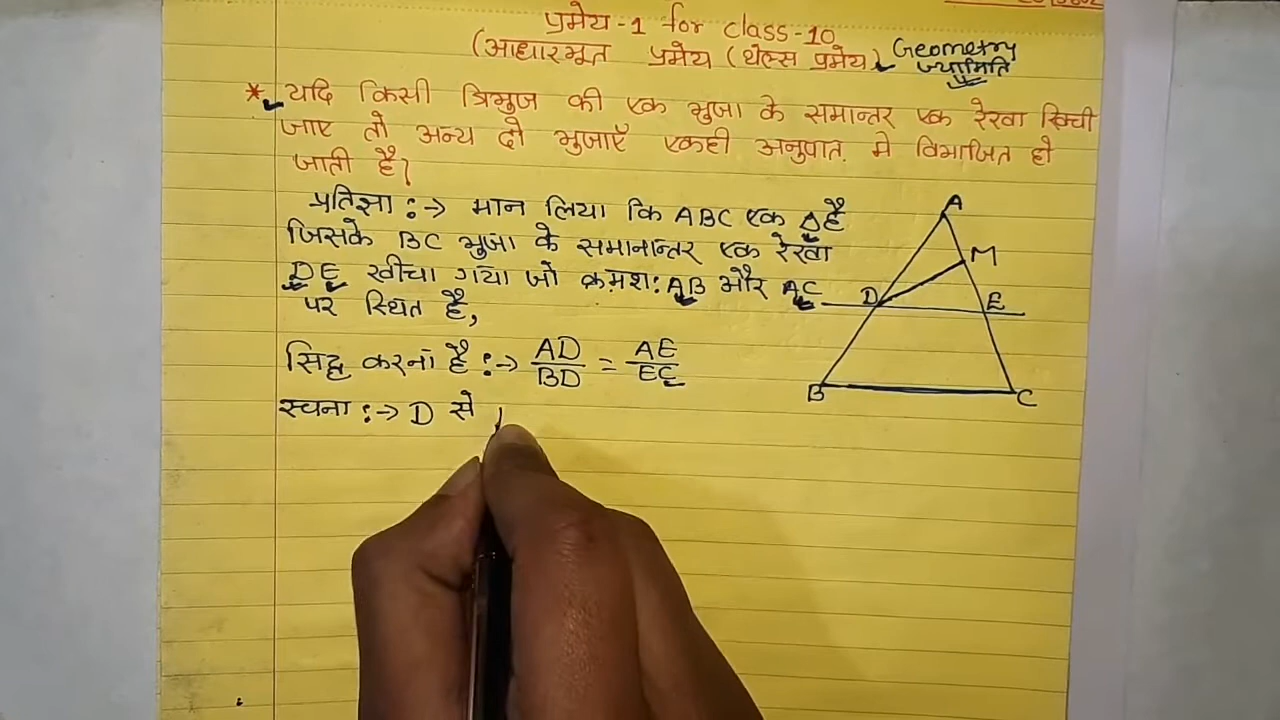 प्रमेय-1 for class-10
(आधारभूत प्रमेय (थेल्स प्रमेय) Geometry
ज्यामिति
* यदि किसी त्रिभुज की एक भुजा के समान्तर एक रेखा खिची
जाए तो अन्य दो भुजाएँ एकही अनुपात में विभाजित हो
जाती है।
प्रतिज्ञा :→ मान लिया कि ABC एक Δ है
जिसके BC भुजा के समानान्तर एक रेखा
DE खीचा गया जो क्रमश: AB और AC
पर स्थित है,
सिद्ध करना है :→ AD/BD = AE/EC
रचना :→ D से
A
M
D
E
B
C